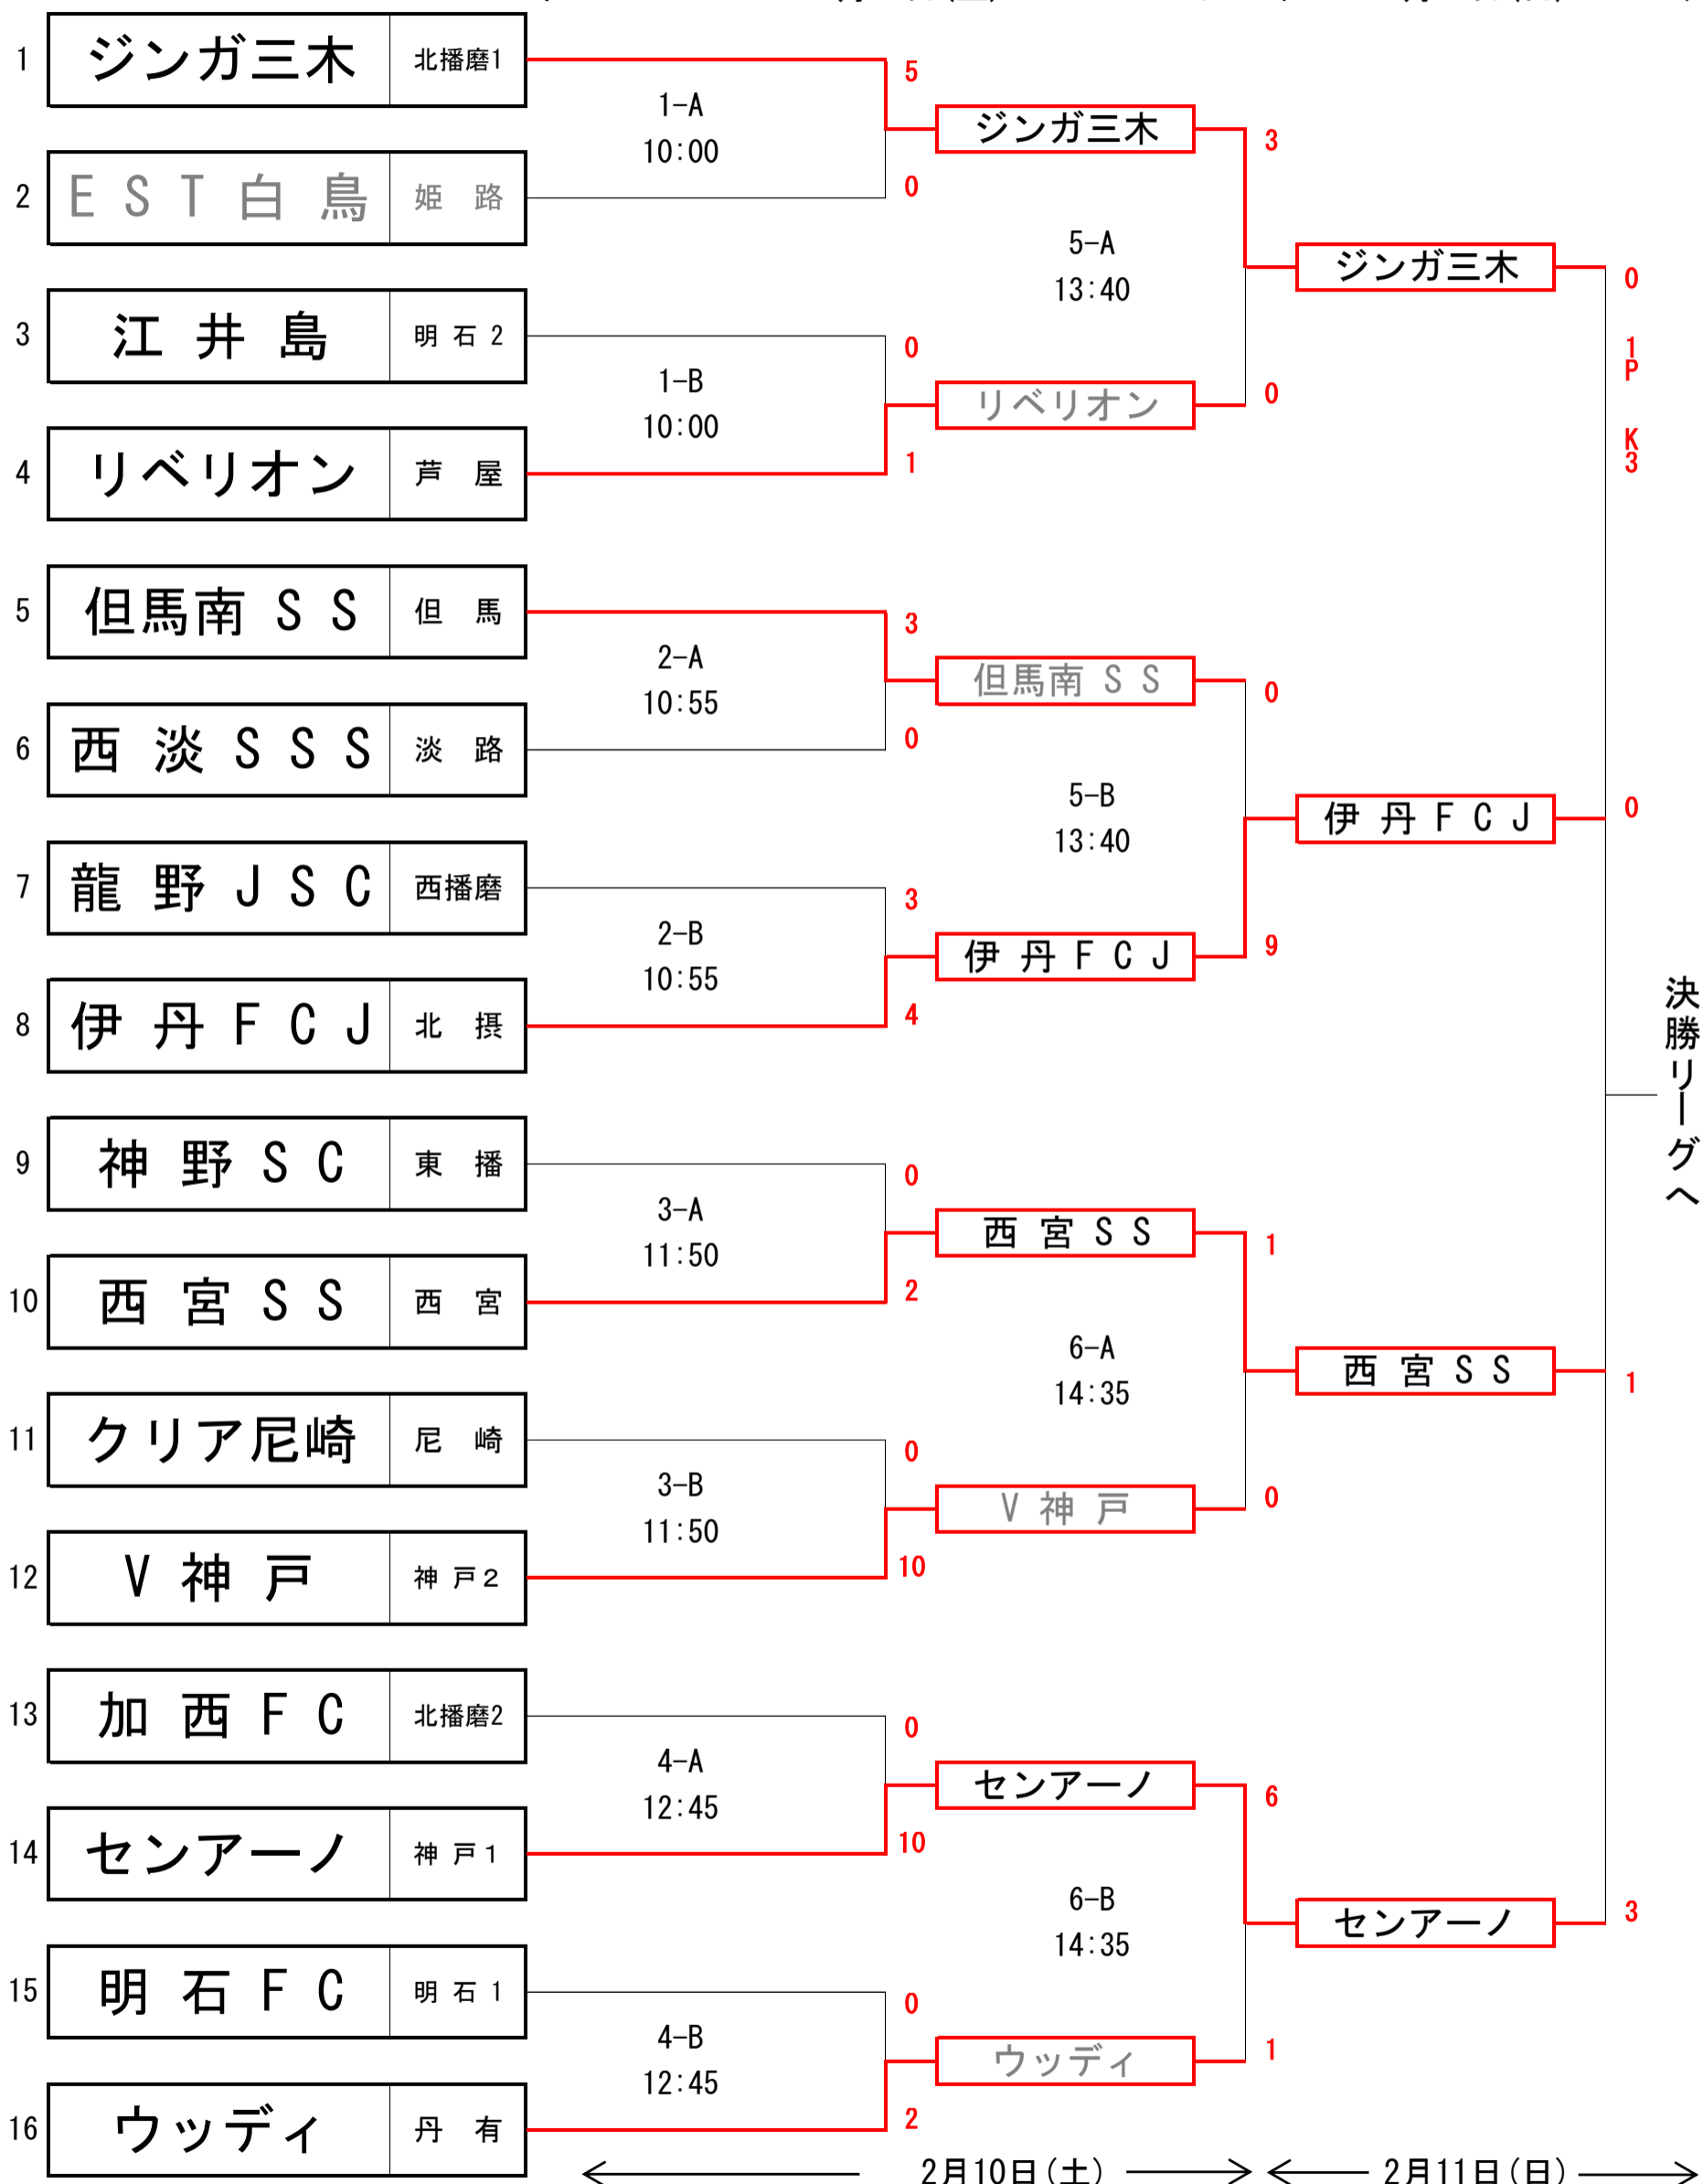 1 ジンガ三木 北播磨1
5
1-A
10:00
ジンガ三木
3
2 EST白鳥 姫路
0
5-A
13:40
ジンガ三木
0
3 江井島 明石2
0
1-B
10:00
リベリオン
0
1PK3
4 リベリオン 芦屋
1
5 但馬南SS 但馬
3
2-A
10:55
但馬南SS
0
6 西淡SSS 淡路
0
5-B
13:40
伊丹FCJ
0
7 龍野JSC 西播磨
3
2-B
10:55
伊丹FCJ
9
8 伊丹FCJ 北摂
4
決勝リーグへ
9 神野SC 東播
0
3-A
11:50
西宮SS
1
10 西宮SS 西宮
2
6-A
14:35
西宮SS
1
11 クリア尼崎 尼崎
0
3-B
11:50
V神戸
0
12 V神戸 神戸2
10
13 加西FC 北播磨2
0
4-A
12:45
センアーノ
6
14 センアーノ 神戸1
10
6-B
14:35
センアーノ
3
15 明石FC 明石1
0
4-B
12:45
ウッディ
1
16 ウッディ 丹有
2
2月10日(土)
2月11日(日)